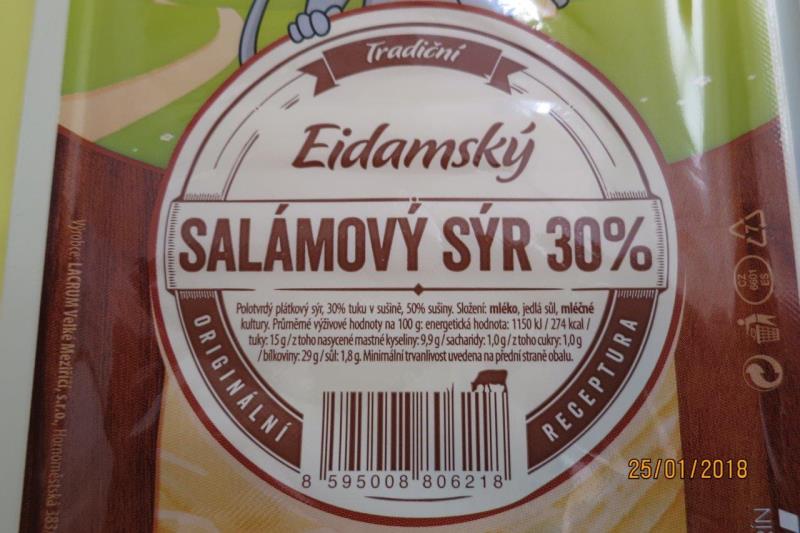 Tradiční
Eidamský
SALÁMOVÝ SÝR 30%
Polotvrdý plátkový sýr, 30% tuku v sušině, 50% sušiny. Složení: mléko, jedlá sůl, mléčné
kultury. Průměrné výživové hodnoty na 100 g: energetická hodnota: 1150 kJ / 274 kcal /
tuky: 15 g / z toho nasycené mastné kyseliny: 9,9 g / sacharidy: 1,0 g / z toho cukry: 1,0 g
/ bílkoviny: 29 g / sůl: 1,8 g. Minimální trvanlivost uvedena na přední straně obalu.
ORIGINÁLNÍ
RECEPTURA
8 595008 806218
Výrobce: LACRUM Velké Meziříčí, s.r.o., Hornoměstská 383
7
CZ
6601
ES
25/01/2018